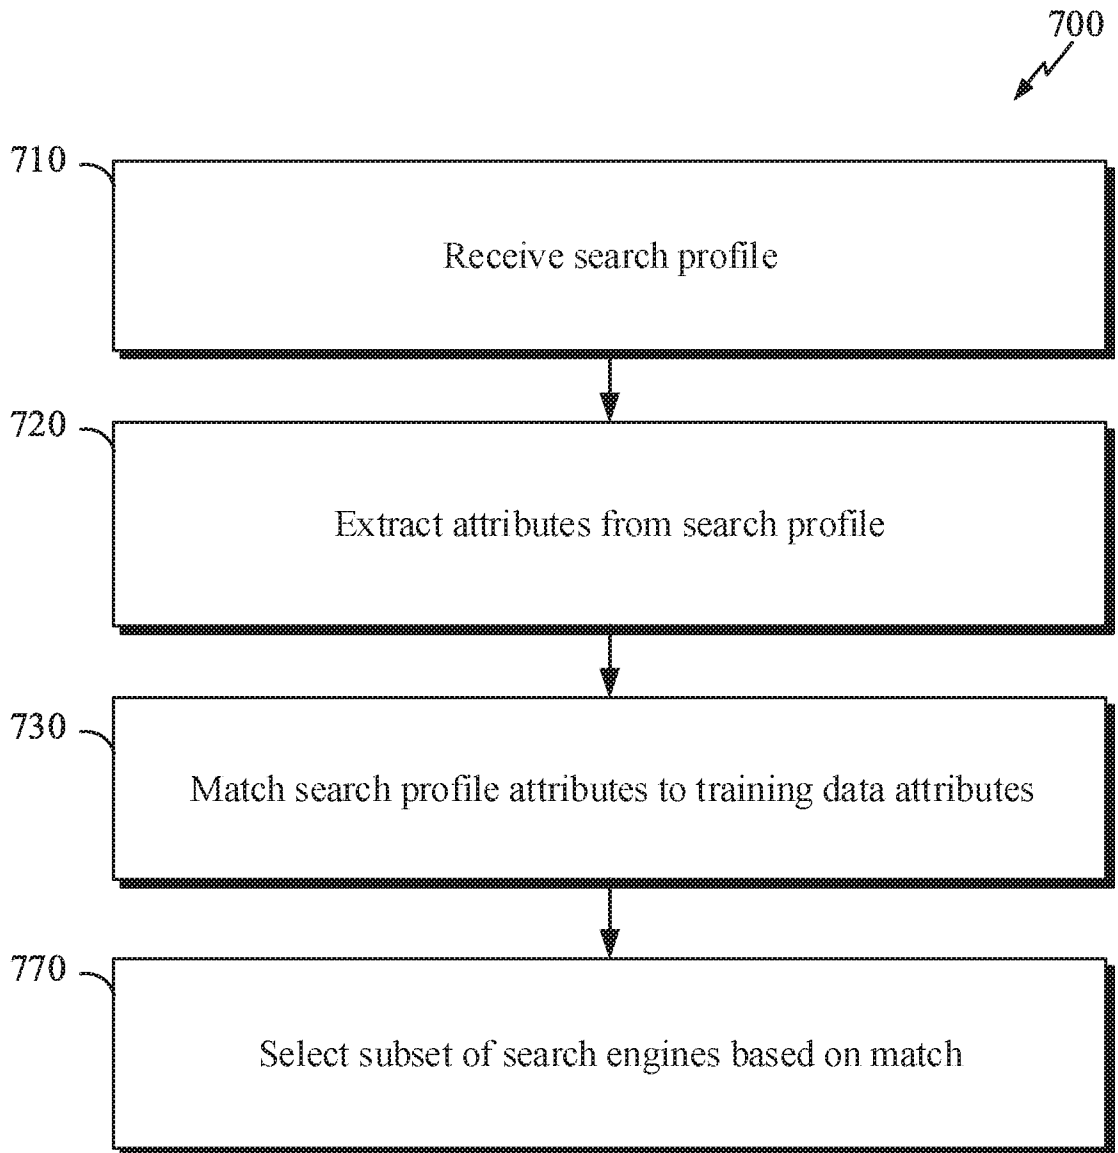 700
710
Receive search profile
720
Extract attributes from search profile
730
Match search profile attributes to training data attributes
770
Select subset of search engines based on match